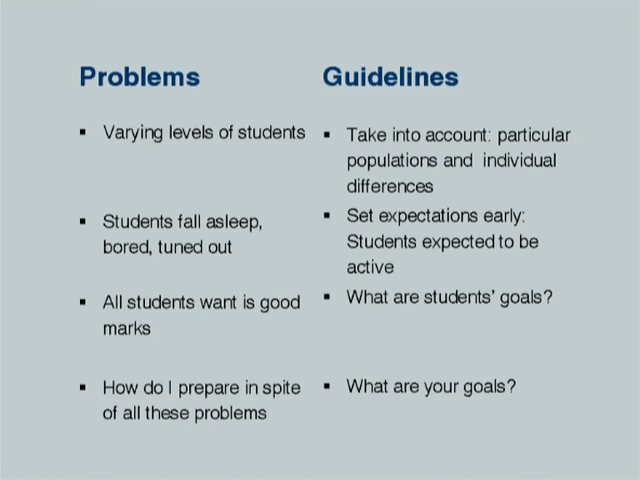 Problems
Guidelines
▪ Varying levels of students
▪ Take into account: particular
populations and individual
differences
▪ Students fall asleep,
bored, tuned out
▪ Set expectations early:
Students expected to be
active
▪ All students want is good
marks
▪ What are students' goals?
▪ How do I prepare in spite
of all these problems
▪ What are your goals?